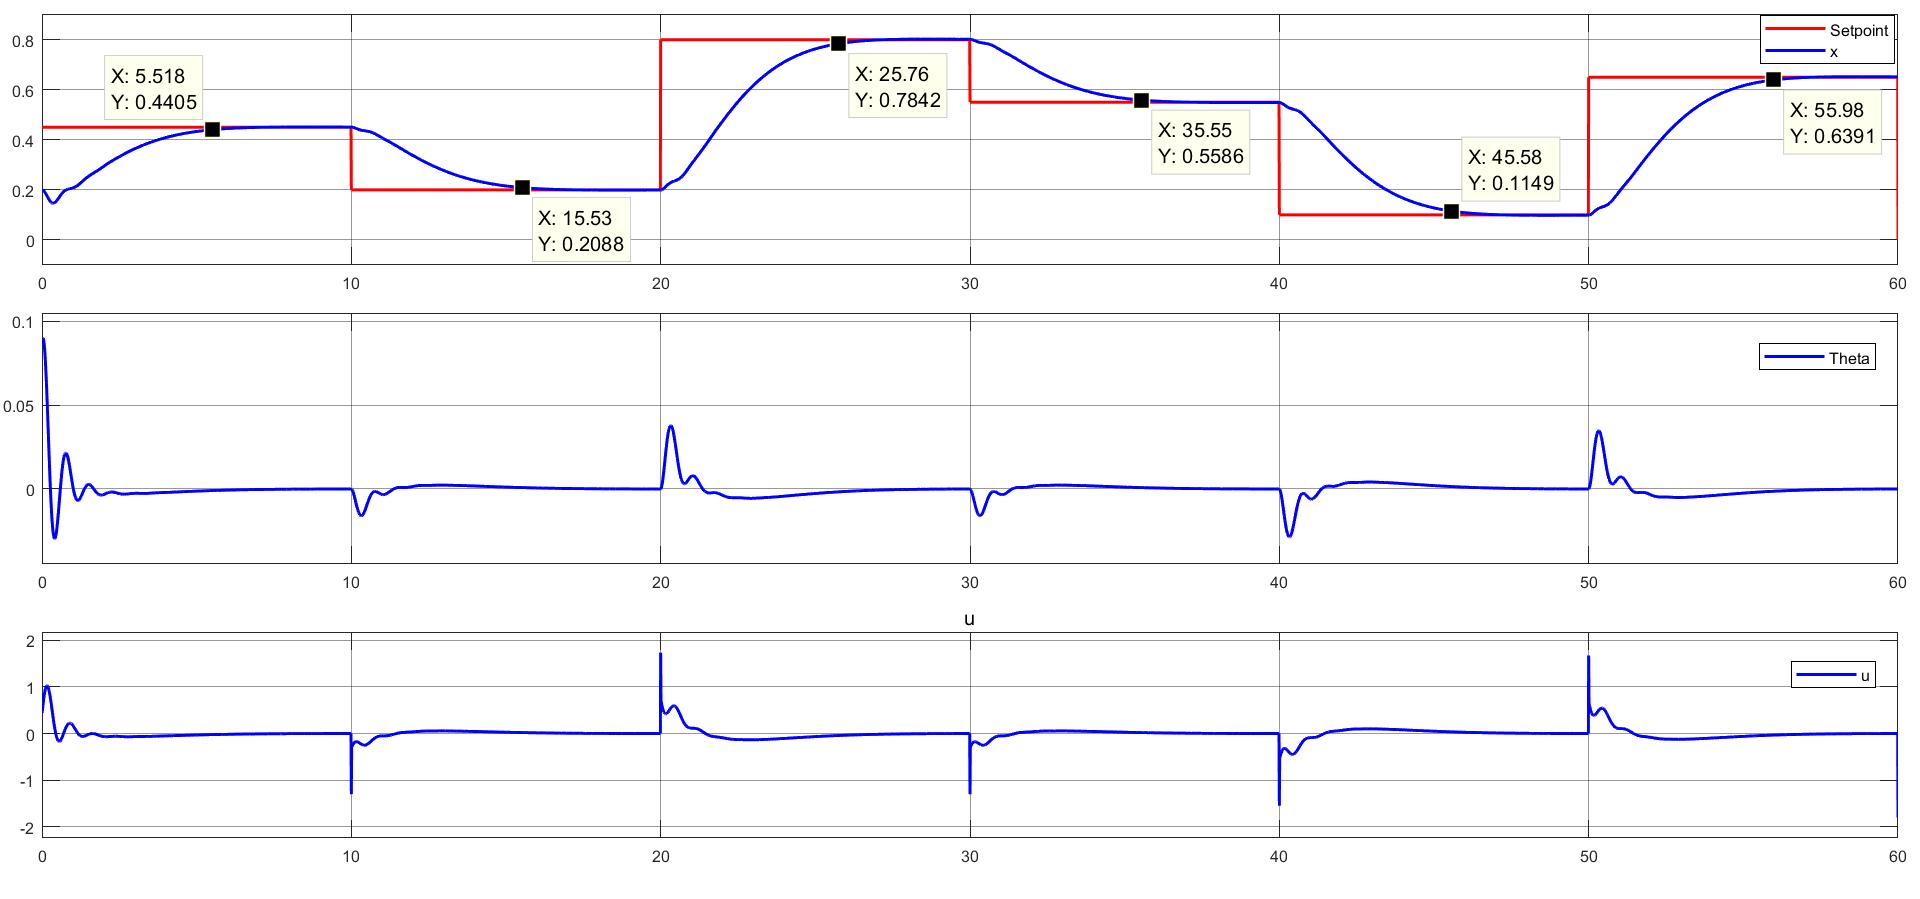 Setpoint
x
0.8
0.6
0.4
0.2
0
X: 5.518
Y: 0.4405
X: 15.53
Y: 0.2088
X: 25.76
Y: 0.7842
X: 35.55
Y: 0.5586
X: 45.58
Y: 0.1149
X: 55.98
Y: 0.6391
0 10 20 30 40 50 60
0.1
0.05
0
Theta
0 10 20 30 40 50 60
u
2
1
0
-1
-2
u
0 10 20 30 40 50 60